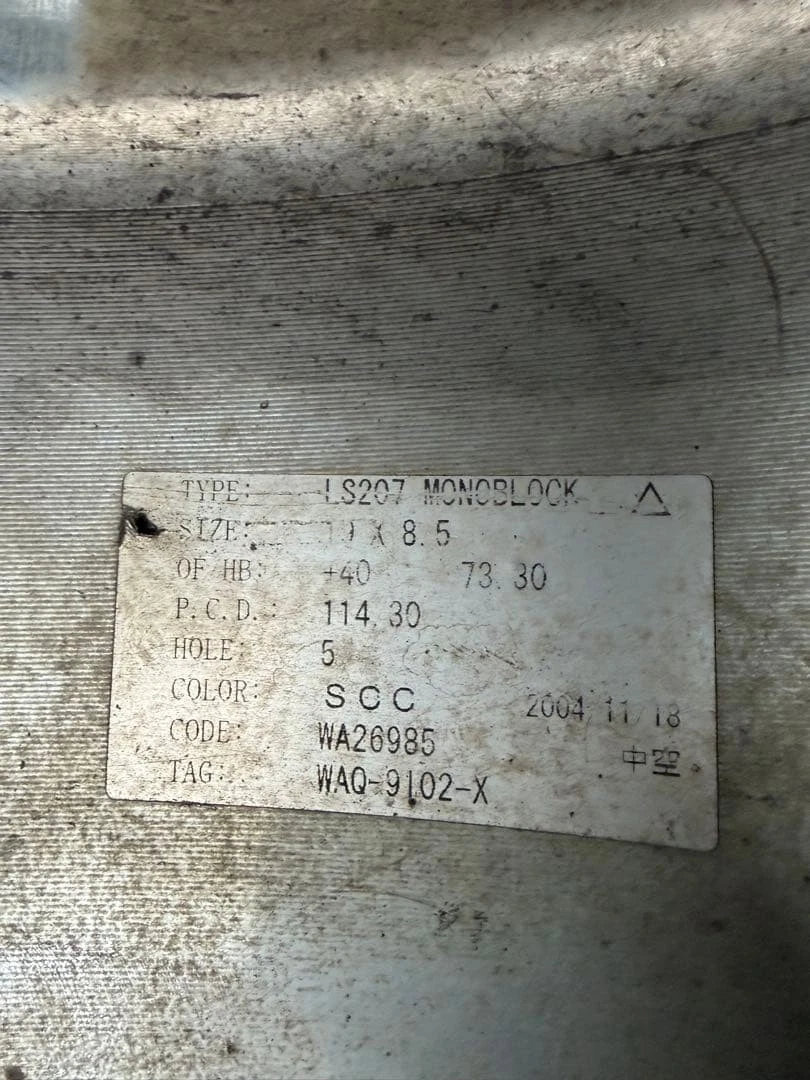 TYPE: LS207 MONOBLOCK △
SIZE: X 8.5
OF HB: +40 73.30
P.C.D.: 114.30
HOLE: 5
COLOR: SCC 2004/11/18
CODE: WA26985 中空
TAG: WAQ-9102-X